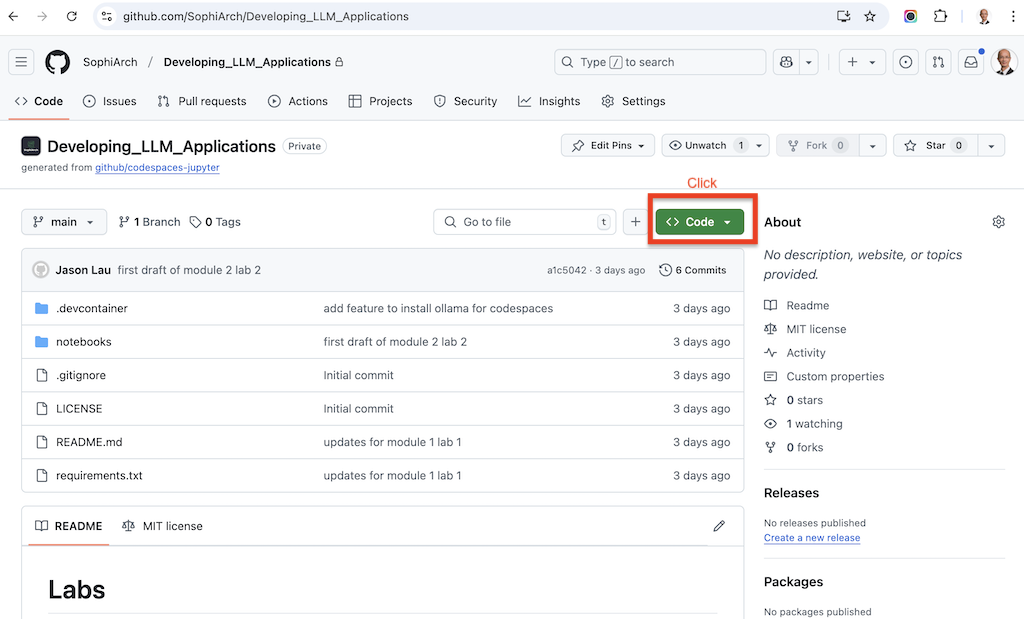 github.com/SophiArch/Developing_LLM_Applications
SophiArch / Developing_LLM_Applications
Type / to search
Code
Issues
Pull requests
Actions
Projects
Security
Insights
Settings
Developing_LLM_Applications Private
generated from github/codespaces-jupyter
Edit Pins
Unwatch 1
Fork 0
Star 0
Click
main
1 Branch
0 Tags
Go to file t
+
<> Code
Jason Lau first draft of module 2 lab 2 a1c5042 · 3 days ago 6 Commits
.devcontainer add feature to install ollama for codespaces 3 days ago
notebooks first draft of module 2 lab 2 3 days ago
.gitignore Initial commit 3 days ago
LICENSE Initial commit 3 days ago
README.md updates for module 1 lab 1 3 days ago
requirements.txt updates for module 1 lab 1 3 days ago
README
MIT license
Labs
About
No description, website, or topics
provided.
Readme
MIT license
Activity
Custom properties
0 stars
1 watching
0 forks
Releases
No releases published
Create a new release
Packages
No packages published